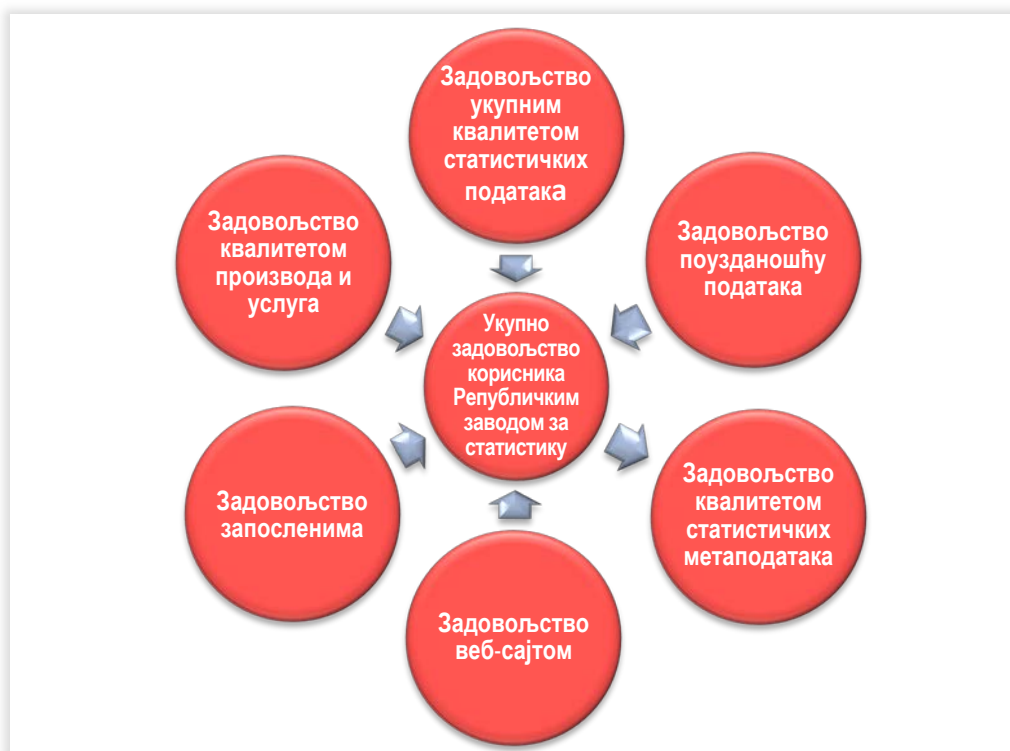 Задовољство
укупним
квалитетом
статистичких
података
Задовољство
квалитетом
производа и
услуга
Задовољство
поузданошћу
података
Укупно
задовољство
корисника
Републичким
заводом за
статистику
Задовољство
запосленима
Задовољство
квалитетом
статистичких
метаподатака
Задовољство
веб-сајтом